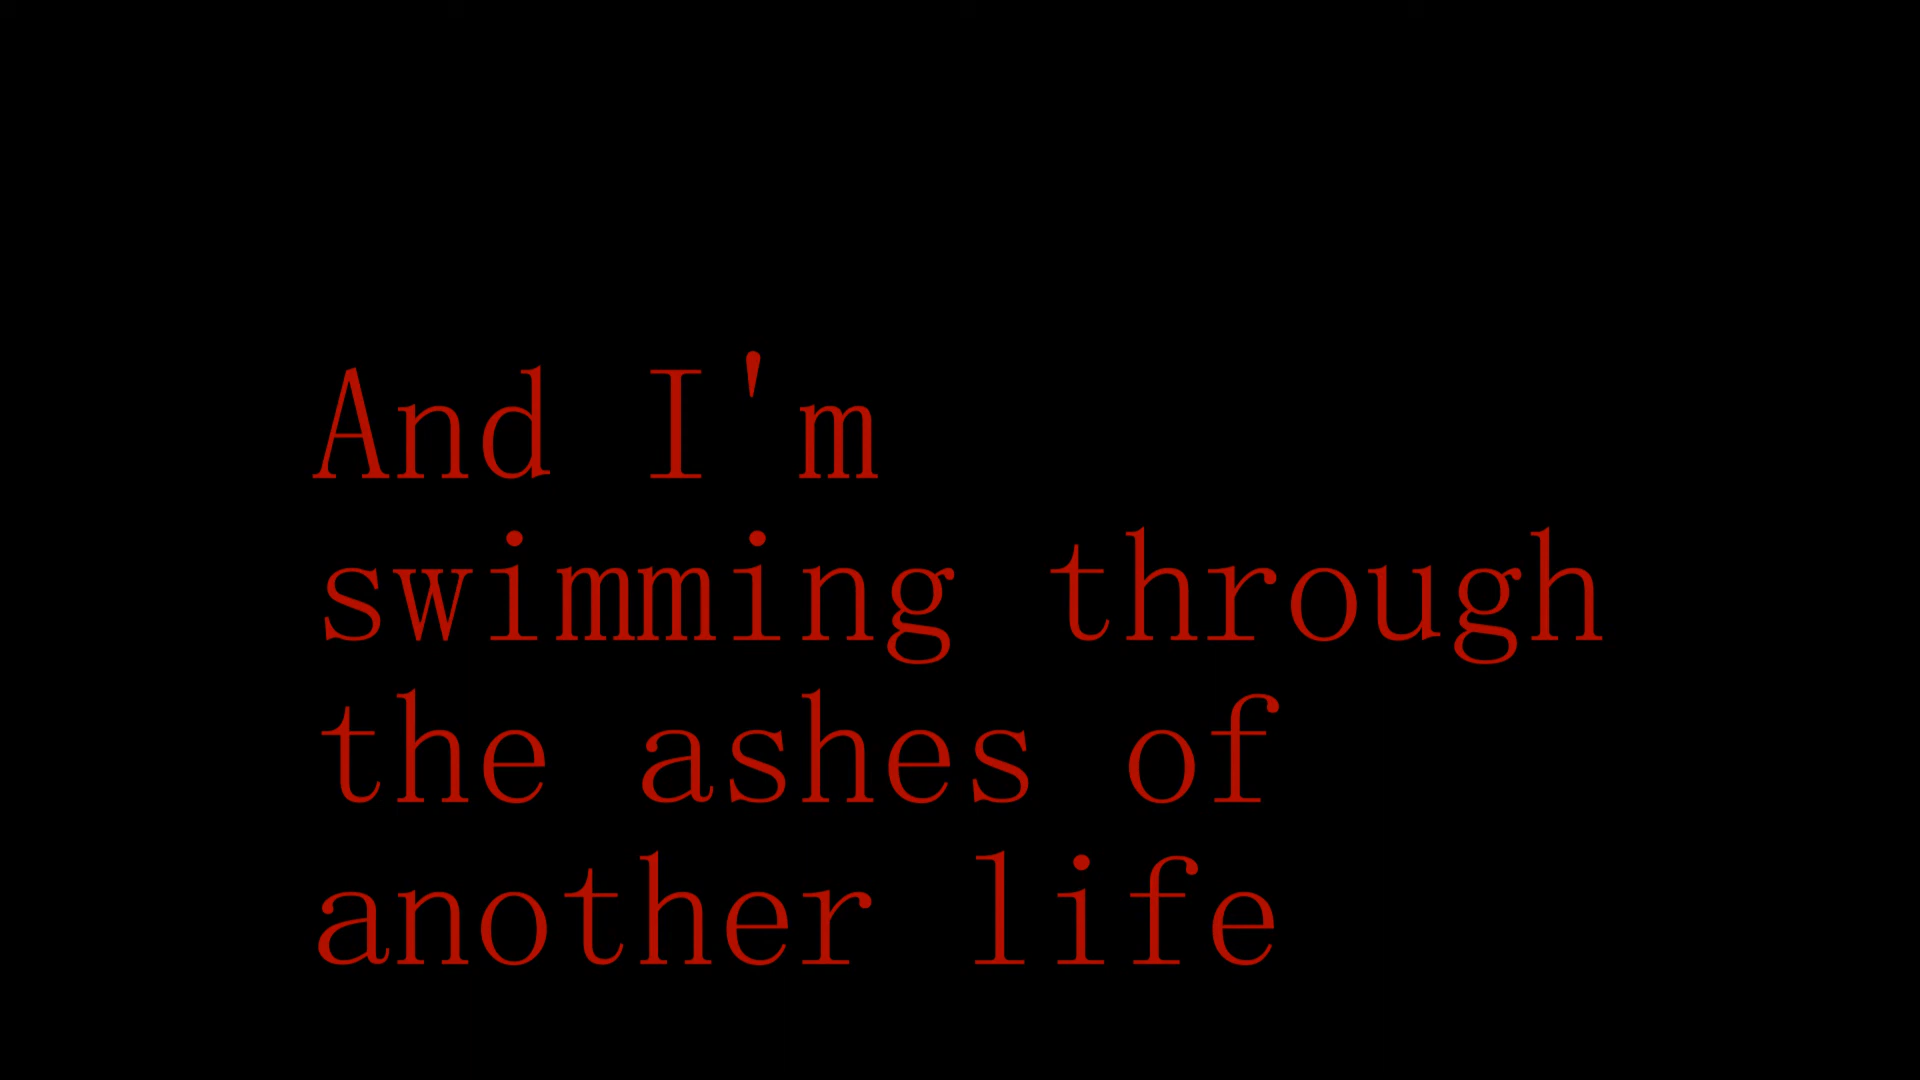 And I'm
swimming through
the ashes of
another life